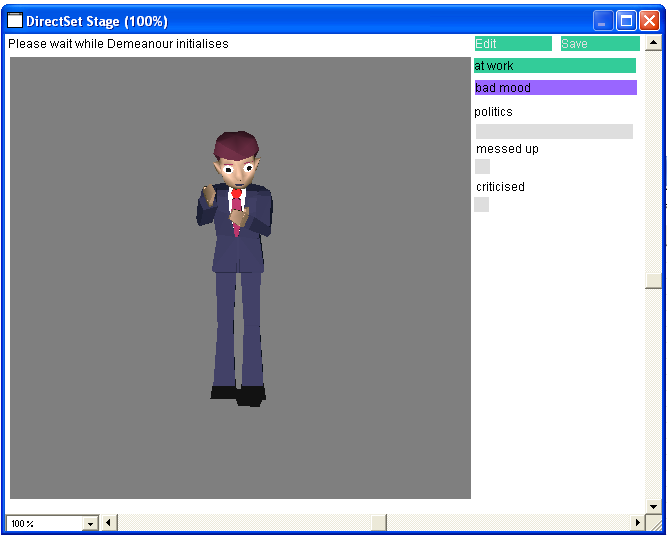 DirectSet Stage (100%)
Please wait while Demeanour initialises
Edit
Save
at work
bad mood
politics
messed up
criticised
100 %